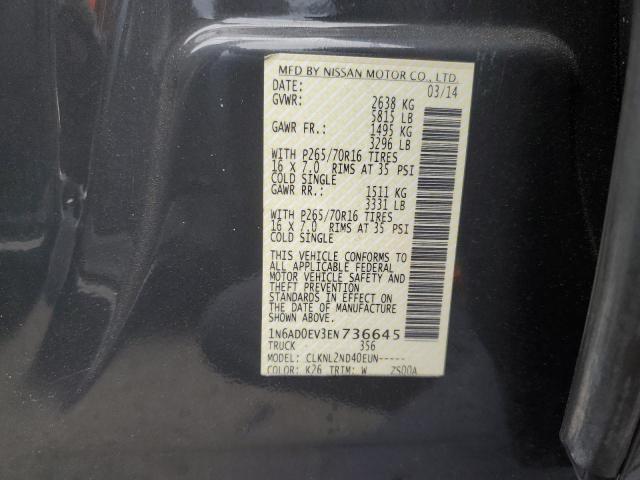 MFD BY NISSAN MOTOR CO., LTD.
DATE: 03/14
GVWR: 2638 KG
5815 LB
GAWR FR.: 1495 KG
3296 LB
WITH P265/70R16 TIRES
16 X 7.0 RIMS AT 35 PSI
COLD SINGLE
GAWR RR.: 1511 KG
3331 LB
WITH P265/70R16 TIRES
16 X 7.0 RIMS AT 35 PSI
COLD SINGLE
THIS VEHICLE CONFORMS TO
ALL APPLICABLE FEDERAL
MOTOR VEHICLE SAFETY AND
THEFT PREVENTION
STANDARDS IN EFFECT ON
THE DATE OF MANUFACTURE
SHOWN ABOVE.
1N6AD0EV3EN736645
TRUCK 356
MODEL: CLKNL2ND40EUN-----
COLOR: K26 TRIM: W 2S00A